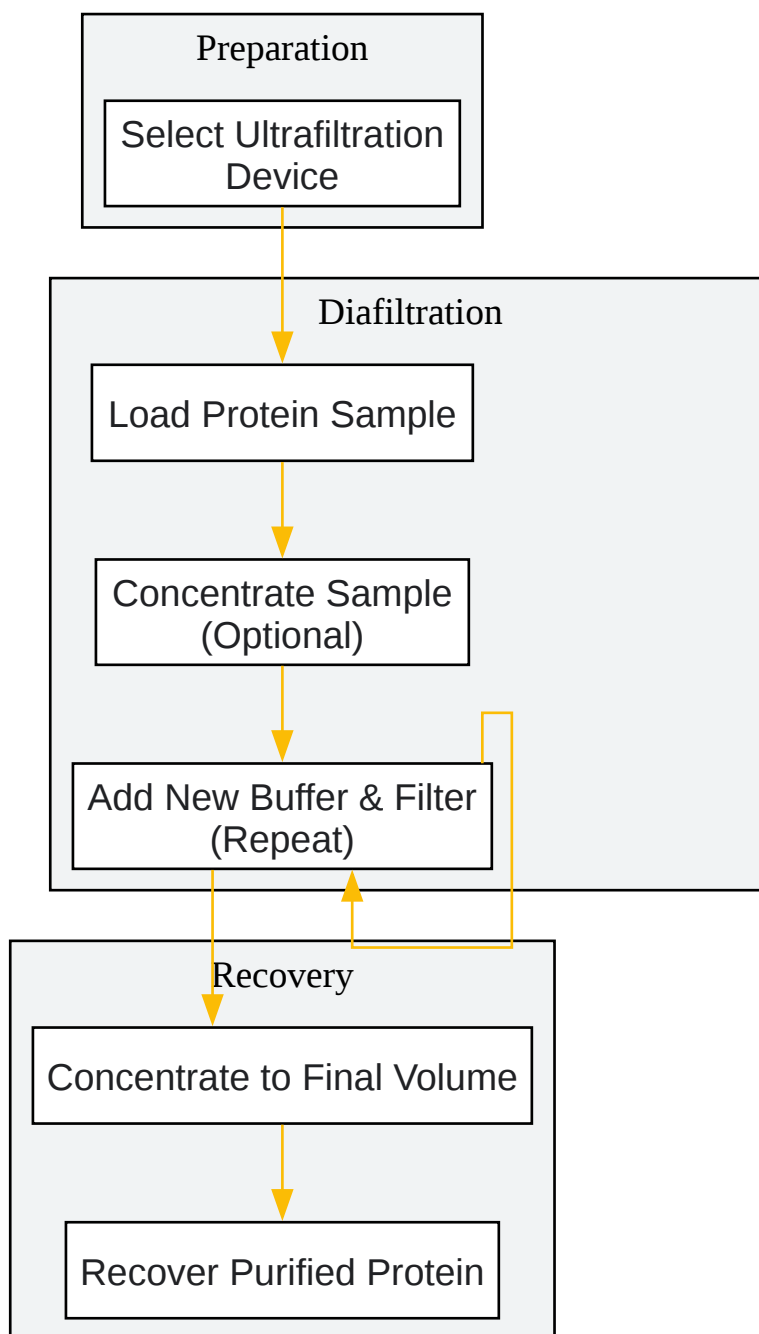 Preparation
Select Ultrafiltration
Device
Diafiltration
Load Protein Sample
Concentrate Sample
(Optional)
Add New Buffer & Filter
(Repeat)
Recovery
Concentrate to Final Volume
Recover Purified Protein